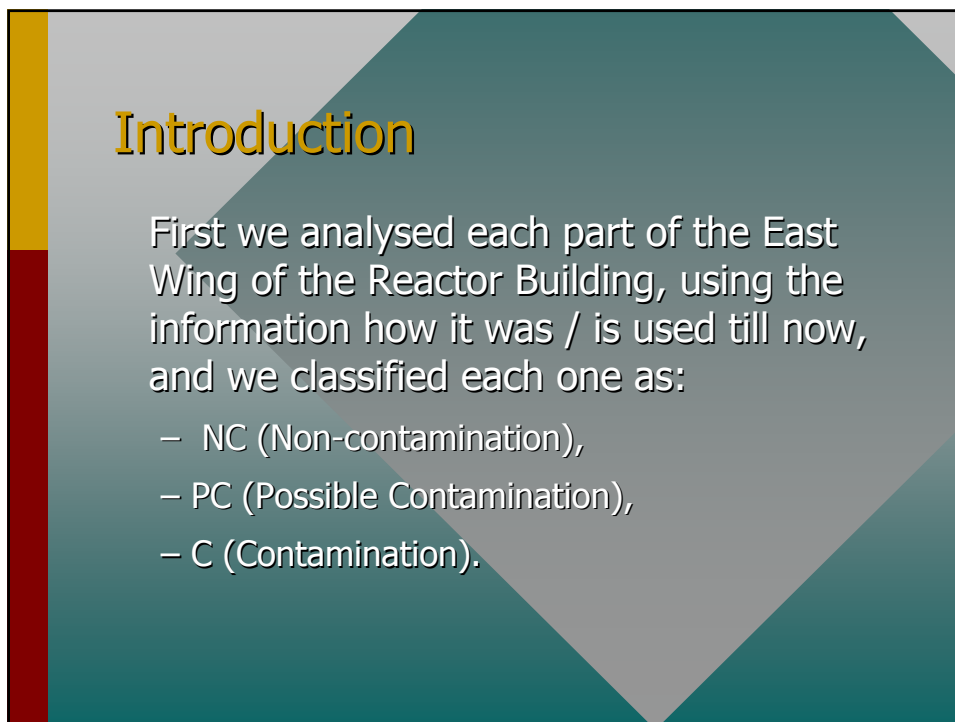 Introduction
First we analysed each part of the East
Wing of the Reactor Building, using the
information how it was / is used till now,
and we classified each one as:
– NC (Non-contamination),
– PC (Possible Contamination),
– C (Contamination).